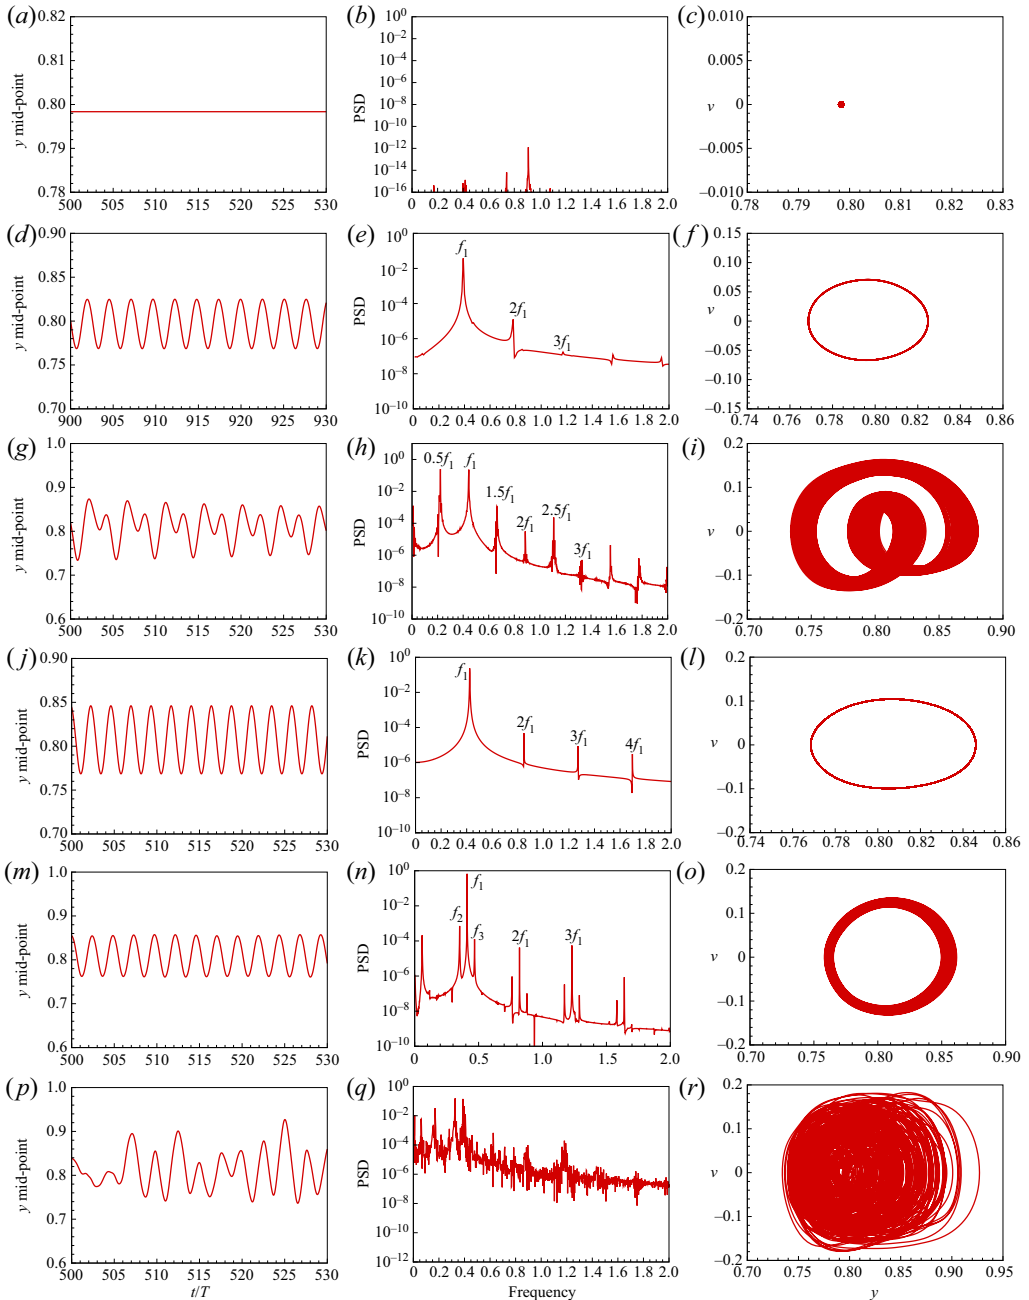 (a) 0.82 0.81 0.80 0.79 0.78 y mid-point 500 505 510 515 520 525 530
(b) 10^0 10^–2 10^–4 10^–6 10^–8 10^–10 10^–12 10^–14 10^–16 PSD 0 0.2 0.4 0.6 0.8 1.0 1.2 1.4 1.6 1.8 2.0
(c) 0.010 0.005 v 0 –0.005 –0.010 0.78 0.79 0.80 0.81 0.82 0.83
(d) 0.90 0.85 0.80 0.75 0.70 y mid-point 900 905 910 915 920 925 930
(e) 10^0 10^–2 10^–4 10^–6 10^–8 10^–10 PSD f_1 2f_1 3f_1 0 0.2 0.4 0.6 0.8 1.0 1.2 1.4 1.6 1.8 2.0
(f) 0.15 0.10 0.05 v 0 –0.05 –0.10 –0.15 0.74 0.76 0.78 0.80 0.82 0.84 0.86
(g) 1.0 0.9 0.8 0.7 0.6 y mid-point 500 505 510 515 520 525 530
(h) 10^0 10^–2 10^–4 10^–6 10^–8 10^–10 PSD 0.5f_1 f_1 1.5f_1 2f_1 2.5f_1 3f_1 0 0.2 0.4 0.6 0.8 1.0 1.2 1.4 1.6 1.8 2.0
(i) 0.2 0.1 v 0 –0.1 –0.2 0.70 0.75 0.80 0.85 0.90
(j) 0.90 0.85 0.80 0.75 0.70 y mid-point 500 505 510 515 520 525 530
(k) 10^0 10^–2 10^–4 10^–6 10^–8 10^–10 PSD f_1 2f_1 3f_1 4f_1 0 0.2 0.4 0.6 0.8 1.0 1.2 1.4 1.6 1.8 2.0
(l) 0.2 0.1 v 0 –0.1 –0.2 0.74 0.76 0.78 0.80 0.82 0.84 0.86
(m) 1.0 0.9 0.8 0.7 0.6 y mid-point 500 505 510 515 520 525 530
(n) 10^0 10^–2 10^–4 10^–6 10^–8 10^–10 PSD f_1 f_2 f_3 2f_1 3f_1 0 0.5 1.0 1.5 2.0
(o) 0.2 0.1 v 0 –0.1 –0.2 0.70 0.75 0.80 0.85 0.90
(p) 1.0 0.9 0.8 0.7 0.6 y mid-point 500 505 510 515 520 525 530 t/T
(q) 10^0 10^–2 10^–4 10^–6 10^–8 10^–10 10^–12 PSD 0 0.2 0.4 0.6 0.8 1.0 1.2 1.4 1.6 1.8 2.0 Frequency
(r) 0.2 0.1 v 0 –0.1 –0.2 0.70 0.75 0.80 0.85 0.90 0.95 y